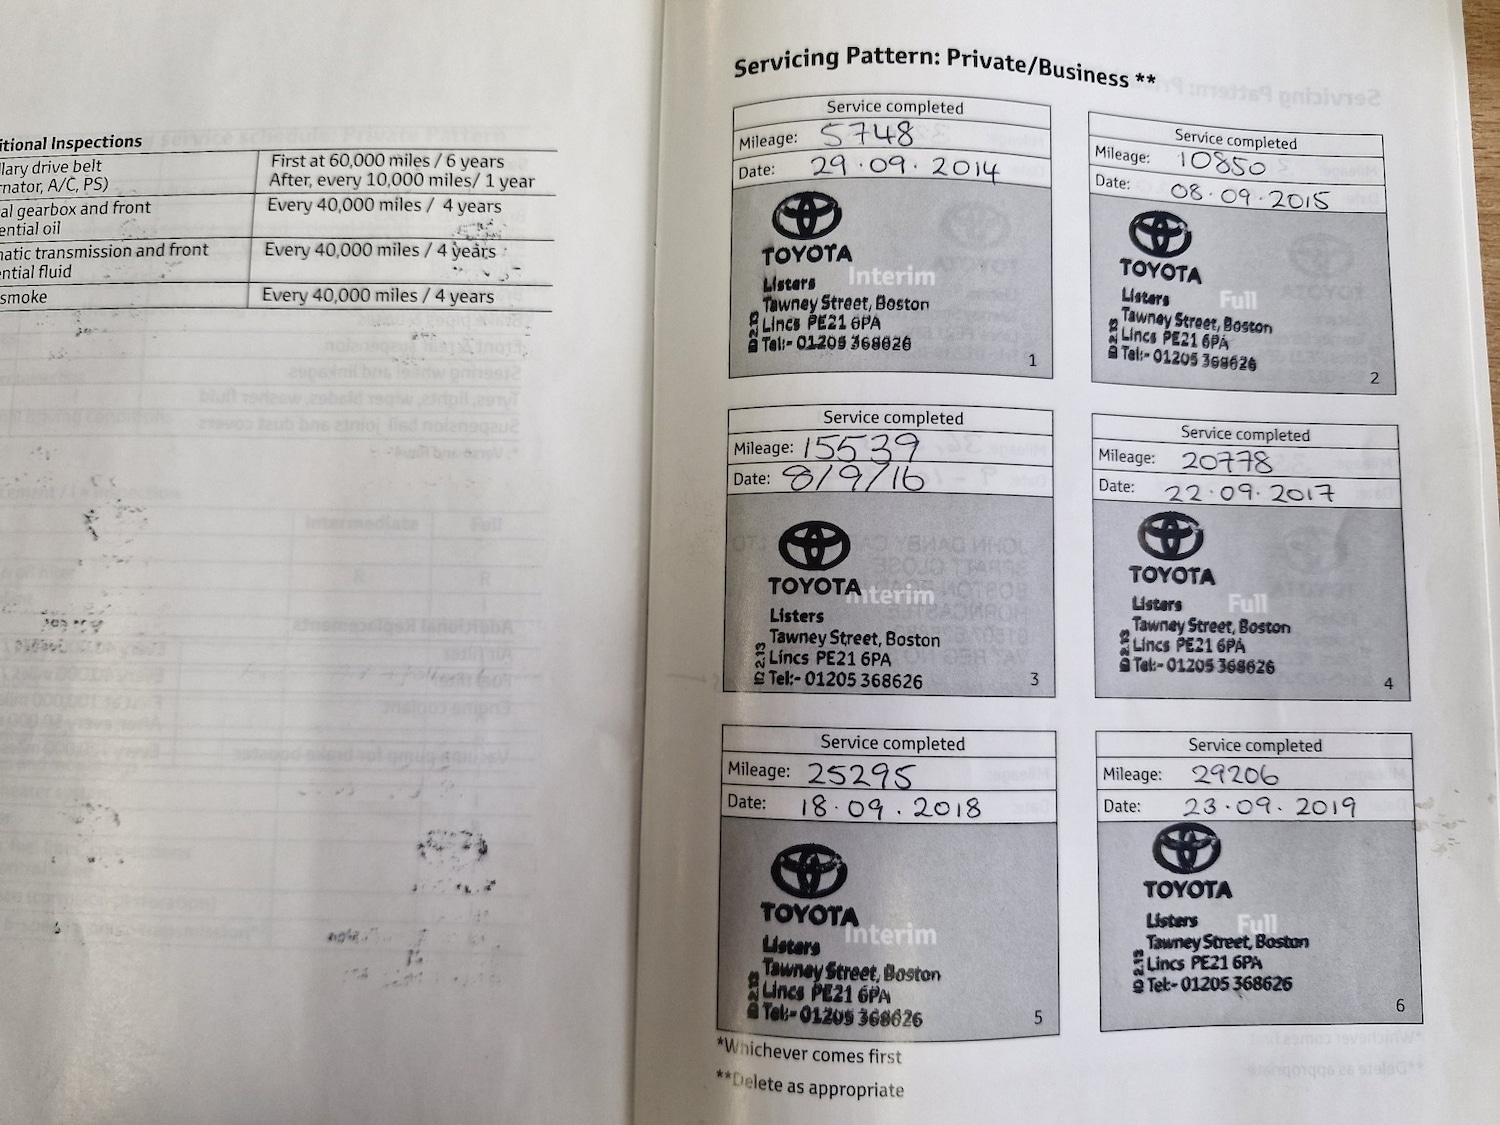 itional Inspections
llary drive belt
rnator, A/C, PS)
First at 60,000 miles / 6 years
After, every 10,000 miles/ 1 year
al gearbox and front
ential oil
Every 40,000 miles / 4 years
natic transmission and front
ential fluid
Every 40,000 miles / 4 years
smoke
Every 40,000 miles / 4 years
Servicing Pattern: Private/Business **
Service completed
Mileage: 5748
Date: 29.09.2014
TOYOTA
Interim
Listers
Tawney Street, Boston
Lincs PE21 6PA
Tel:- 01205 368626
1
Service completed
Mileage: 10850
Date: 08.09.2015
TOYOTA
Full
Listers
Tawney Street, Boston
Lincs PE21 6PA
Tel:- 01205 368626
2
Service completed
Mileage: 15539
Date: 8/9/16
TOYOTA
Interim
Listers
Tawney Street, Boston
Lincs PE21 6PA
Tel:- 01205 368626
3
Service completed
Mileage: 20778
Date: 22.09.2017
TOYOTA
Full
Listers
Tawney Street, Boston
Lincs PE21 6PA
Tel:- 01205 368626
4
Service completed
Mileage: 25295
Date: 18.09.2018
TOYOTA
Interim
Listers
Tawney Street, Boston
Lincs PE21 6PA
Tel:- 01205 368626
5
Service completed
Mileage: 29206
Date: 23.09.2019
TOYOTA
Full
Listers
Tawney Street, Boston
Lincs PE21 6PA
Tel:- 01205 368626
6
*Whichever comes first
**Delete as appropriate